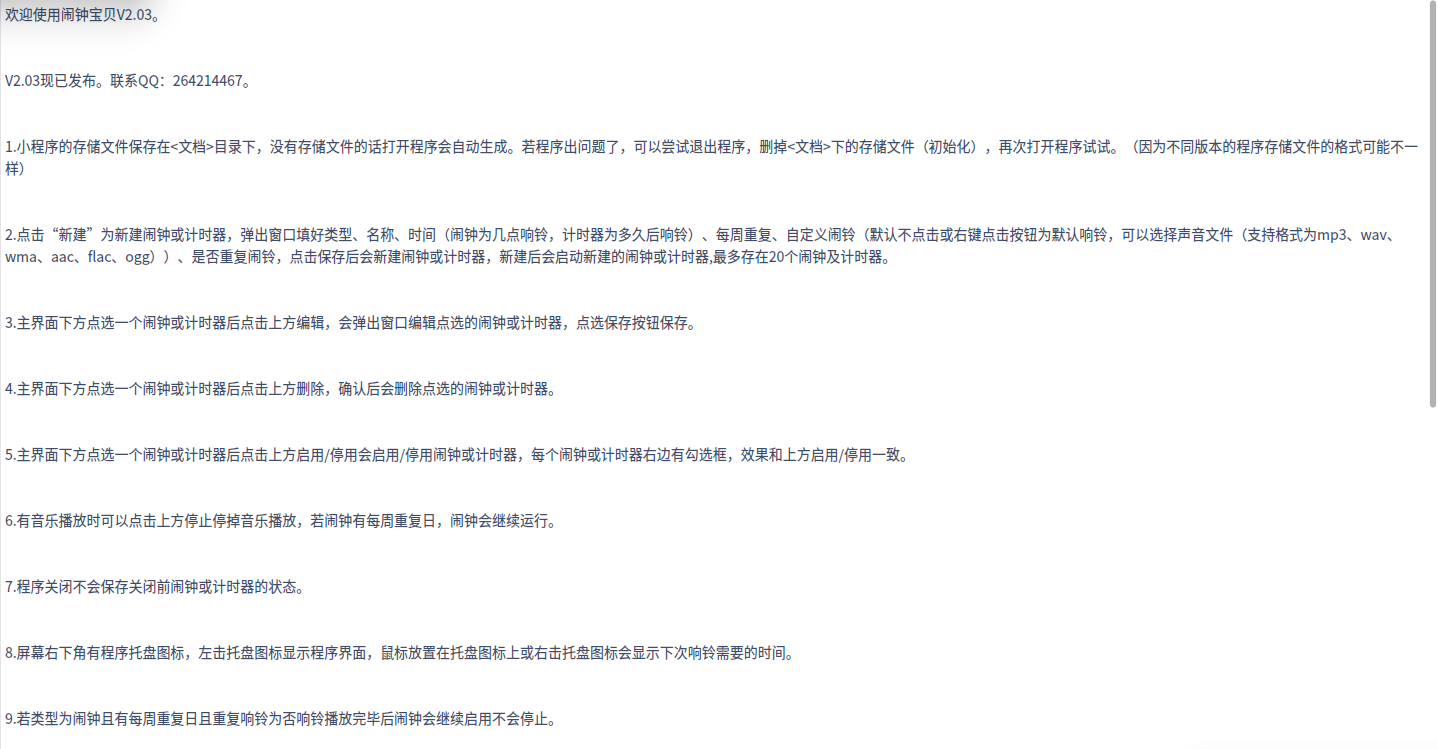 欢迎使用闹钟宝贝V2.03。
V2.03现已发布。联系QQ：264214467。
1.小程序的存储文件保存在<文档>目录下，没有存储文件的话打开程序会自动生成。若程序出问题了，可以尝试退出程序，删掉<文档>下的存储文件（初始化），再次打开程序试试。（因为不同版本的程序存储文件的格式可能不一
样）
2.点击“新建”为新建闹钟或计时器，弹出窗口填好类型、名称、时间（闹钟为几点响铃，计时器为多久后响铃）、每周重复、自定义闹铃（默认不点击或右键点击按钮为默认响铃，可以选择声音文件（支持格式为mp3、wav、
wma、aac、flac、ogg））、是否重复闹铃，点击保存后会新建闹钟或计时器，新建后会启动新建的闹钟或计时器,最多存在20个闹钟及计时器。
3.主界面下方点选一个闹钟或计时器后点击上方编辑，会弹出窗口编辑点选的闹钟或计时器，点选保存按钮保存。
4.主界面下方点选一个闹钟或计时器后点击上方删除，确认后会删除点选的闹钟或计时器。
5.主界面下方点选一个闹钟或计时器后点击上方启用/停用会启用/停用闹钟或计时器，每个闹钟或计时器右边有勾选框，效果和上方启用/停用一致。
6.有音乐播放时可以点击上方停止停掉音乐播放，若闹钟有每周重复日，闹钟会继续运行。
7.程序关闭不会保存关闭前闹钟或计时器的状态。
8.屏幕右下角有程序托盘图标，左击托盘图标显示程序界面，鼠标放置在托盘图标上或右击托盘图标会显示下次响铃需要的时间。
9.若类型为闹钟且有每周重复日且重复响铃为否响铃播放完毕后闹钟会继续启用不会停止。